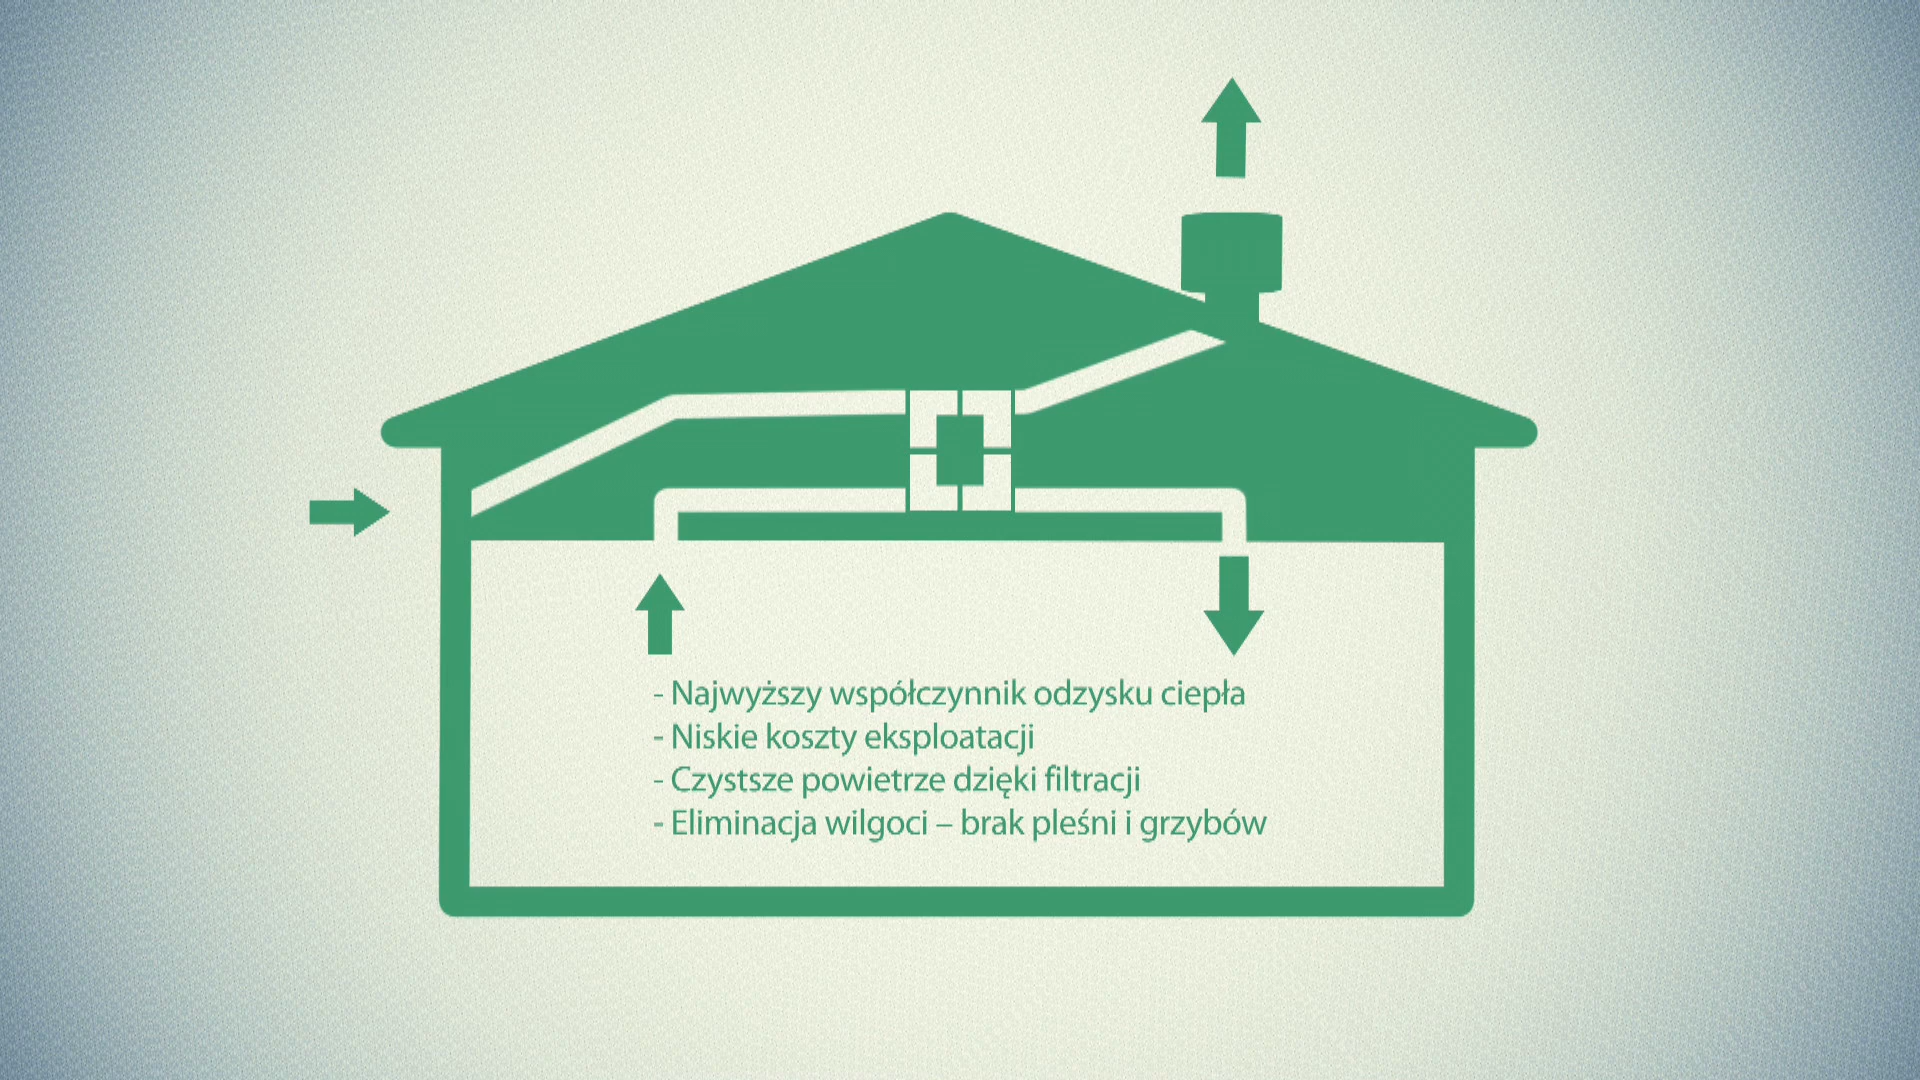 - Najwyższy współczynnik odzysku ciepła
- Niskie koszty eksploatacji
- Czystsze powietrze dzięki filtracji
- Eliminacja wilgoci – brak pleśni i grzybów